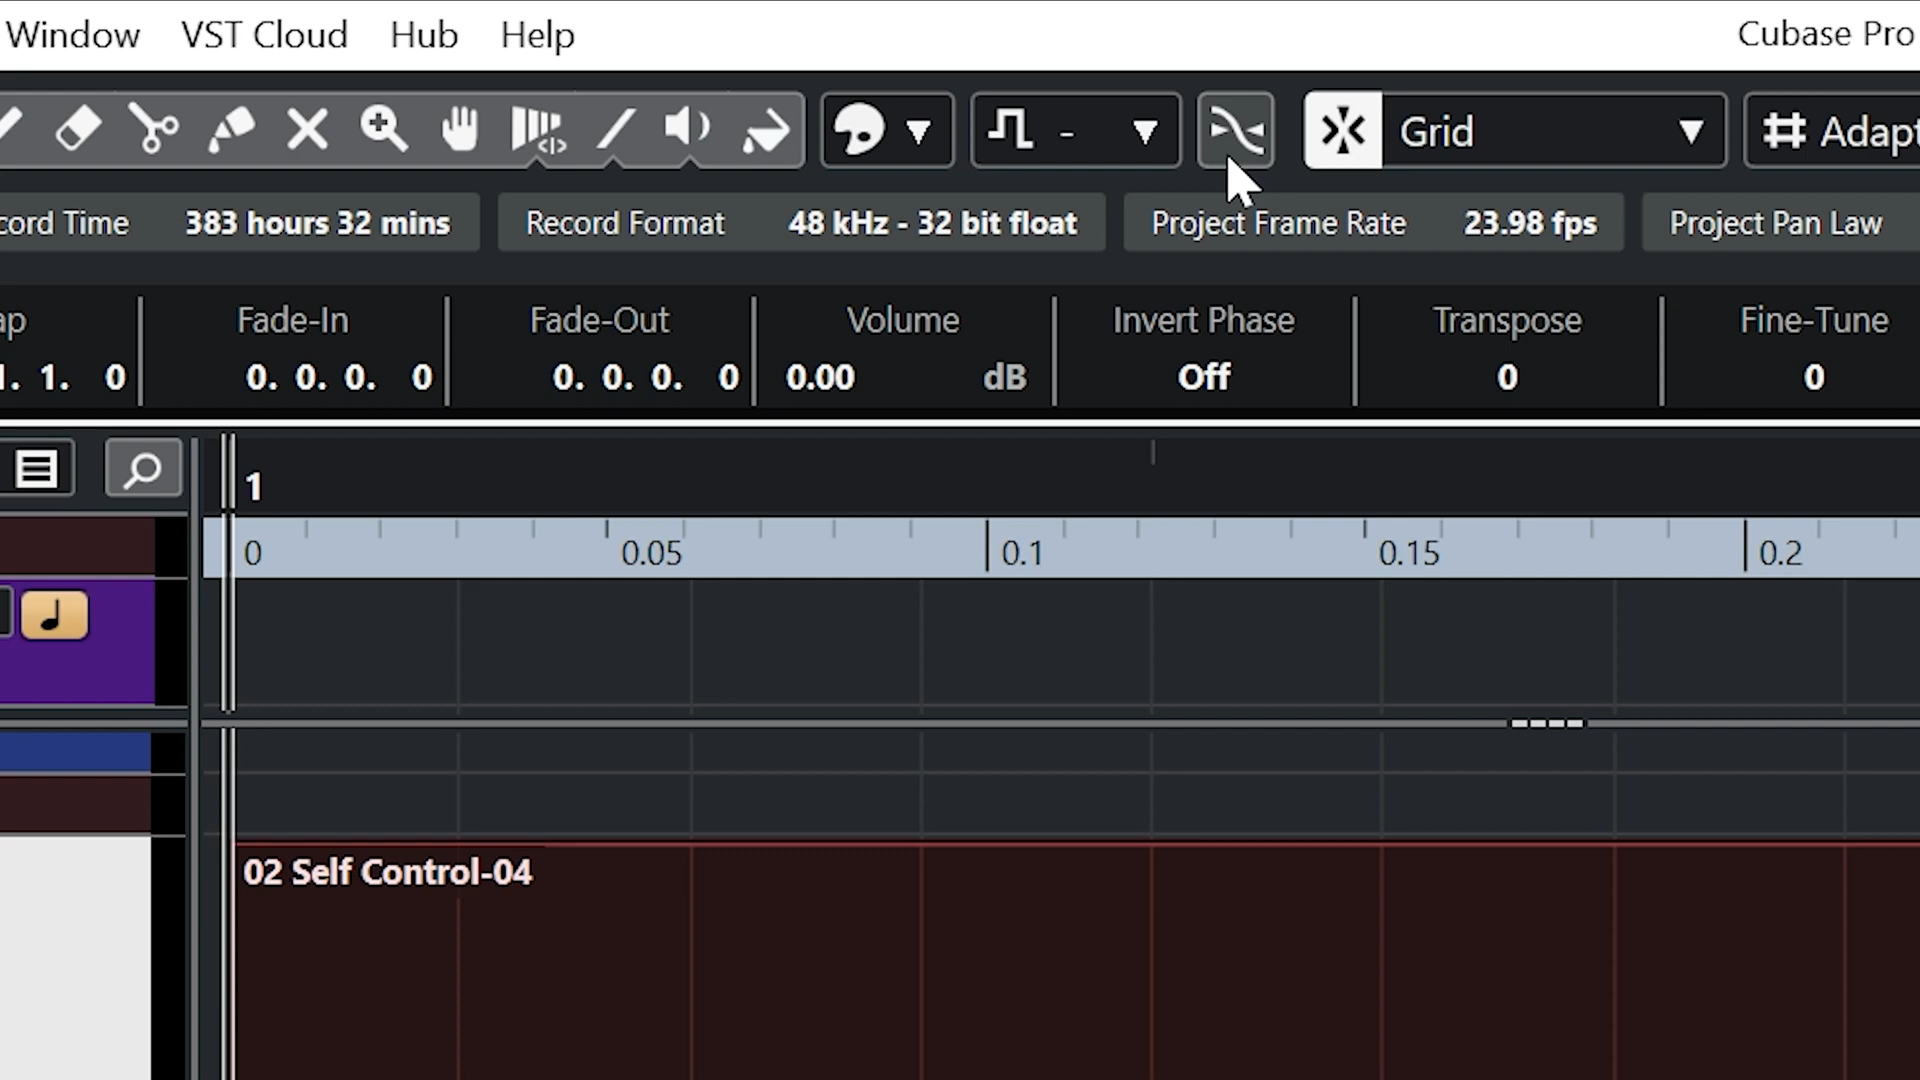 Window VST Cloud Hub Help Cubase Pro
- Grid Adapt
cord Time 383 hours 32 mins Record Format 48 kHz - 32 bit float Project Frame Rate 23.98 fps Project Pan Law
ap Fade-In Fade-Out Volume Invert Phase Transpose Fine-Tune
1. 1. 0 0. 0. 0. 0 0. 0. 0. 0 0.00 dB Off 0 0
1
0 0.05 0.1 0.15 0.2
02 Self Control-04